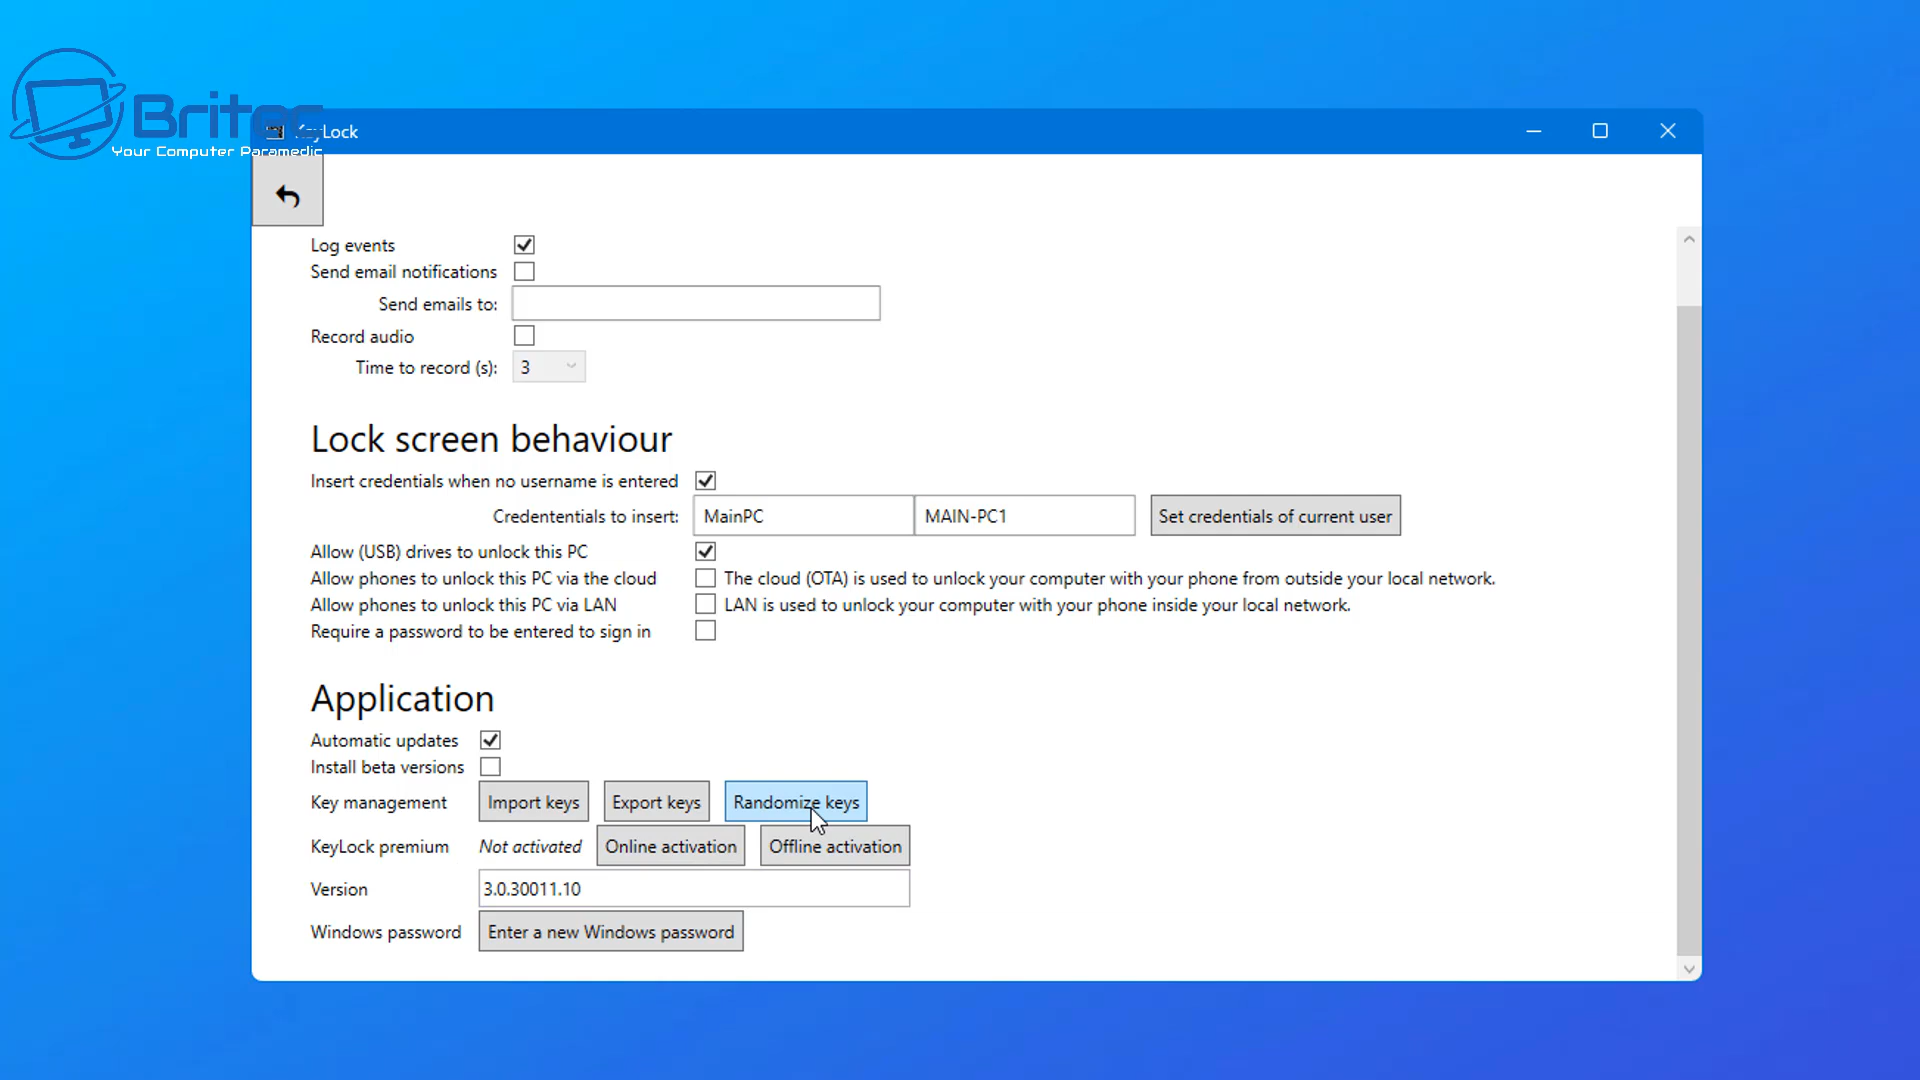 Britec
Your Computer Paramedic
KeyLock
Log events
Send email notifications
Send emails to:
Record audio
Time to record (s): 3
Lock screen behaviour
Insert credentials when no username is entered
Credententials to insert: MainPC MAIN-PC1 Set credentials of current user
Allow (USB) drives to unlock this PC
Allow phones to unlock this PC via the cloud The cloud (OTA) is used to unlock your computer with your phone from outside your local network.
Allow phones to unlock this PC via LAN LAN is used to unlock your computer with your phone inside your local network.
Require a password to be entered to sign in
Application
Automatic updates
Install beta versions
Key management Import keys Export keys Randomize keys
KeyLock premium Not activated Online activation Offline activation
Version 3.0.30011.10
Windows password Enter a new Windows password